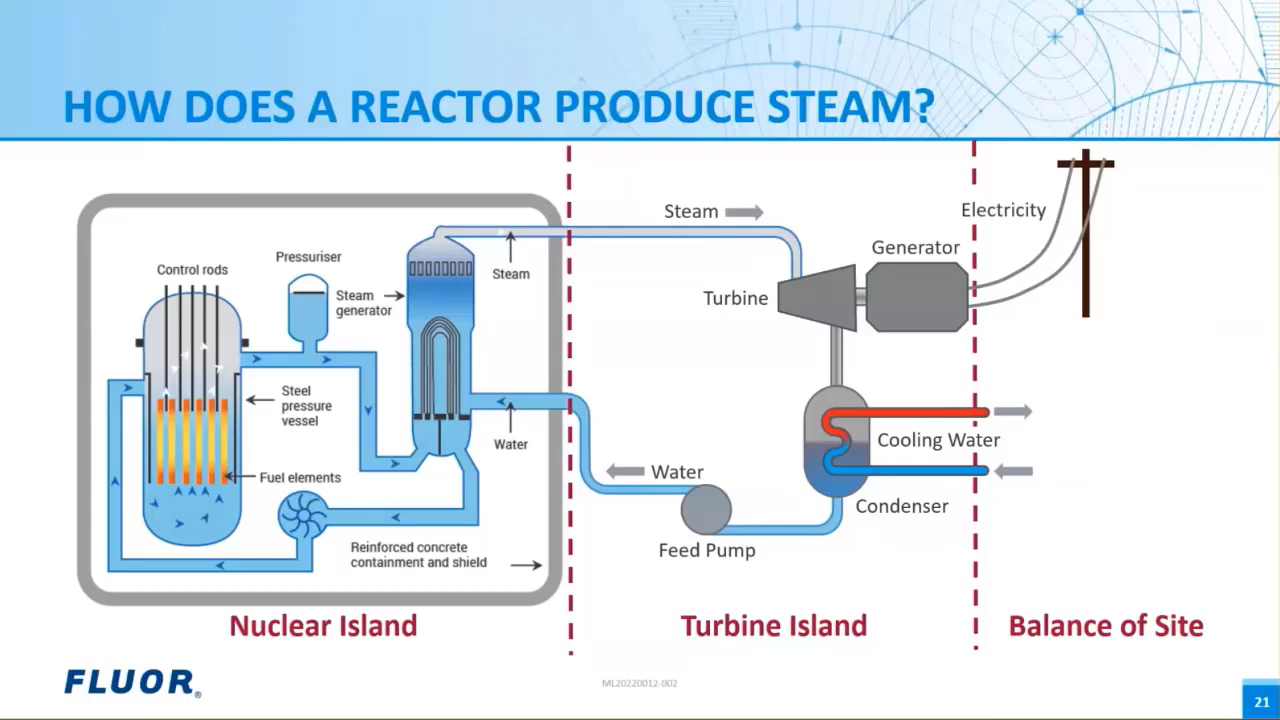 HOW DOES A REACTOR PRODUCE STEAM?
Control rods
Pressuriser
Steam
generator
Steam
Steel
pressure
vessel
Water
Fuel elements
Reinforced concrete
containment and shield
Nuclear Island
Steam
Turbine
Generator
Electricity
Cooling Water
Condenser
Water
Feed Pump
Turbine Island
Balance of Site
FLUOR®
ML20220012-002
21